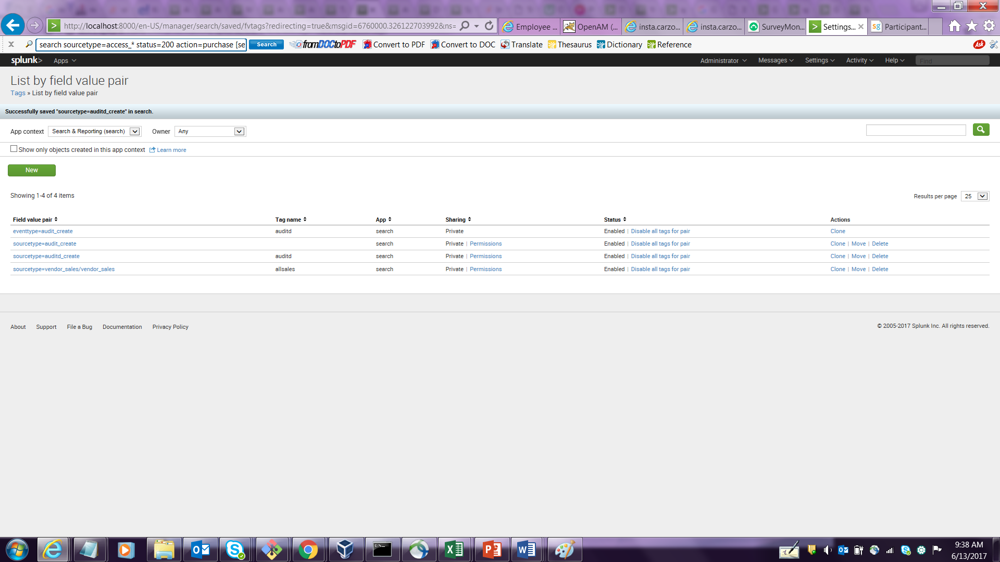 http://localhost:8000/en-US/manager/search/saved/fvtags?redirecting=true&msgid=6760000.326122703992&ns=
Employee ...
OpenAM (...
insta.carzo...
insta.carzo...
SurveyMon...
Settings...
Participant...
search sourcetype=access_* status=200 action=purchase [se
Search
fromDOCtoPDF
Convert to PDF
Convert to DOC
Translate
Thesaurus
Dictionary
Reference
Ask
splunk>
Apps
Administrator
Messages
Settings
Activity
Help
Find
List by field value pair
Tags » List by field value pair
Successfully saved "sourcetype=auditd_create" in search.
App context
Search & Reporting (search)
Owner
Any
Show only objects created in this app context
Learn more
New
Showing 1-4 of 4 items
Results per page
25
Field value pair Tag name App Sharing Status Actions
eventtype=audit_create auditd search Private Enabled | Disable all tags for pair Clone
sourcetype=audit_create search Private | Permissions Enabled | Disable all tags for pair Clone | Move | Delete
sourcetype=auditd_create auditd search Private | Permissions Enabled | Disable all tags for pair Clone | Move | Delete
sourcetype=vendor_sales/vendor_sales allsales search Private | Permissions Enabled | Disable all tags for pair Clone | Move | Delete
About Support File a Bug Documentation Privacy Policy
© 2005-2017 Splunk Inc. All rights reserved.
9:38 AM
6/13/2017